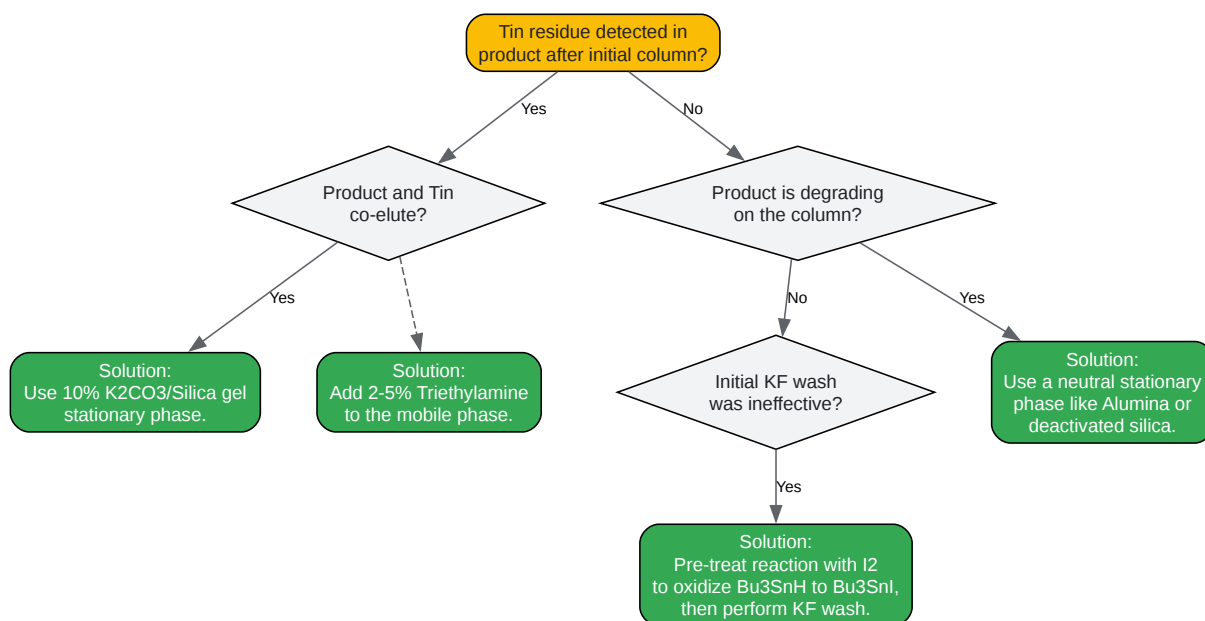 Tin residue detected in
product after initial column?
Yes
No
Product and Tin
co-elute?
Product is degrading
on the column?
Yes
No
Yes
Solution:
Use 10% K2CO3/Silica gel
stationary phase.
Solution:
Add 2-5% Triethylamine
to the mobile phase.
Initial KF wash
was ineffective?
Solution:
Use a neutral stationary
phase like Alumina or
deactivated silica.
Yes
Solution:
Pre-treat reaction with I2
to oxidize Bu3SnH to Bu3SnI,
then perform KF wash.